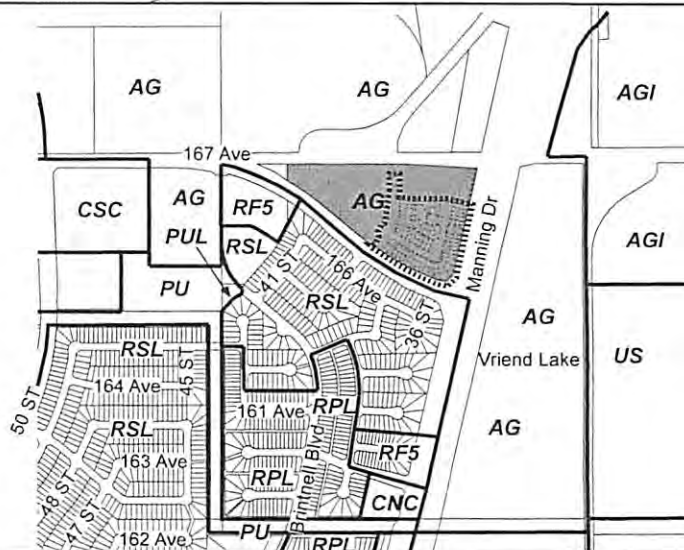 AG
AG
AGI
167 Ave
CSC
AG
RF5
AG
PUL
RSL
Manning Dr
AGI
PU
41 ST
166 Ave
RSL
36 ST
AG
Vriend Lake
US
RSL
45 ST
164 Ave
50 ST
161 Ave
RPL
RSL
AG
163 Ave
RF5
48 ST
RPL
Brintnell Blvd
47 ST
CNC
162 Ave
PU
RPL